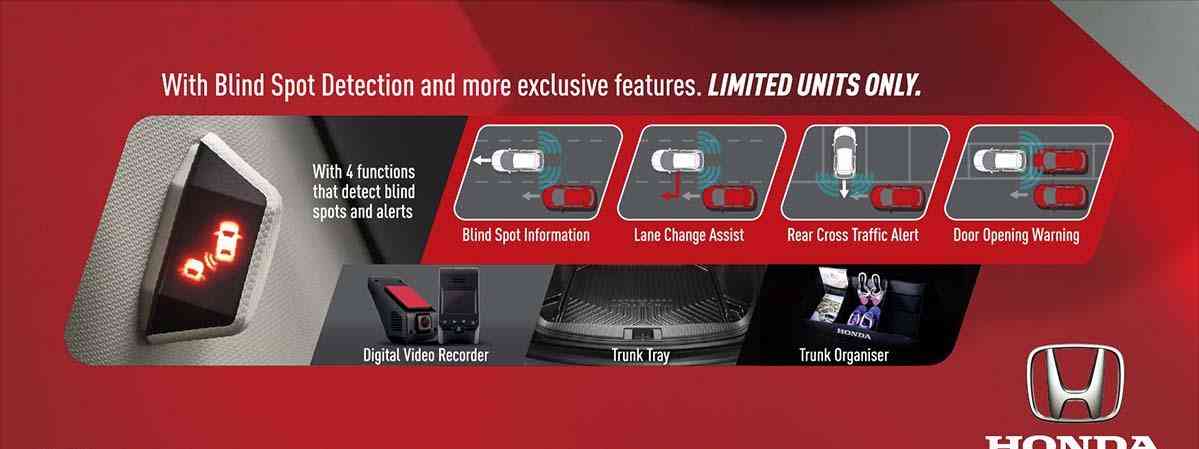 With Blind Spot Detection and more exclusive features. LIMITED UNITS ONLY.
With 4 functions
that detect blind
spots and alerts
Blind Spot Information
Lane Change Assist
Rear Cross Traffic Alert
Door Opening Warning
Digital Video Recorder
Trunk Tray
HONDA
Trunk Organiser
HONDA